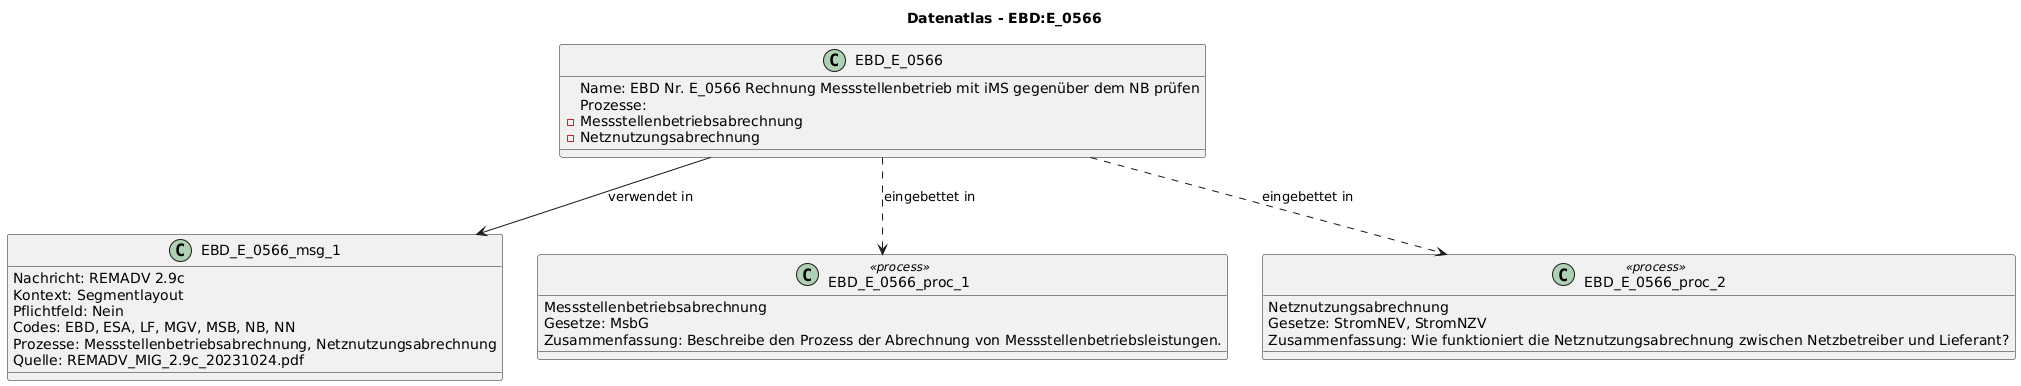 Datenatlas - EBD:E_0566
C EBD_E_0566
Name: EBD Nr. E_0566 Rechnung Messstellenbetrieb mit iMS gegenüber dem NB prüfen
Prozesse:
Messstellenbetriebsabrechnung
Netznutzungsabrechnung
verwendet in
eingebettet in
eingebettet in
C EBD_E_0566_msg_1
Nachricht: REMADV 2.9c
Kontext: Segmentlayout
Pflichtfeld: Nein
Codes: EBD, ESA, LF, MGV, MSB, NB, NN
Prozesse: Messstellenbetriebsabrechnung, Netznutzungsabrechnung
Quelle: REMADV_MIG_2.9c_20231024.pdf
«process»
C EBD_E_0566_proc_1
Messstellenbetriebsabrechnung
Gesetze: MsbG
Zusammenfassung: Beschreibe den Prozess der Abrechnung von Messstellenbetriebsleistungen.
«process»
C EBD_E_0566_proc_2
Netznutzungsabrechnung
Gesetze: StromNEV, StromNZV
Zusammenfassung: Wie funktioniert die Netznutzungsabrechnung zwischen Netzbetreiber und Lieferant?